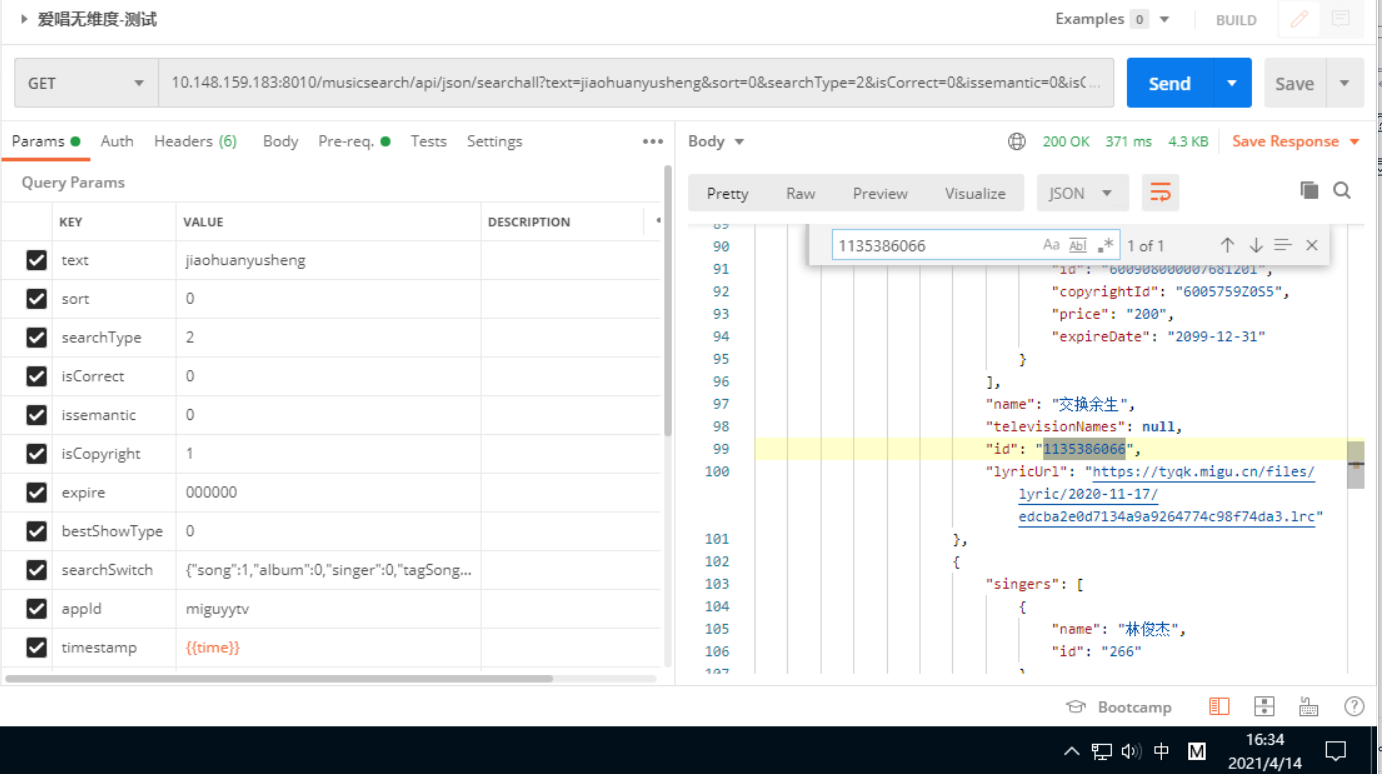 爱唱无维度-测试
Examples 0
BUILD
GET
10.148.159.183:8010/musicsearch/api/json/searchall?text=jiaohuanyusheng&sort=0&searchType=2&isCorrect=0&issemantic=0&isC...
Send
Save
Params
Auth
Headers (6)
Body
Pre-req.
Tests
Settings
Query Params
KEY VALUE DESCRIPTION
text jiaohuanyusheng
sort 0
searchType 2
isCorrect 0
issemantic 0
isCopyright 1
expire 000000
bestShowType 0
searchSwitch {"song":1,"album":0,"singer":0,"tagSong...
appId miguyytv
timestamp {{time}}
Body
200 OK 371 ms 4.3 KB Save Response
Pretty Raw Preview Visualize JSON
1135386066 Aa Abl .* 1 of 1
89
90
91 "id": "600908000007681201",
92 "copyrightId": "6005759Z0S5",
93 "price": "200",
94 "expireDate": "2099-12-31"
95 }
96 ],
97 "name": "交换余生",
98 "televisionNames": null,
99 "id": "1135386066",
100 "lyricUrl": "https://tyqk.migu.cn/files/
lyric/2020-11-17/
edcba2e0d7134a9a9264774c98f74da3.lrc"
101 },
102 {
103 "singers": [
104 {
105 "name": "林俊杰",
106 "id": "266"
107 }
Bootcamp
中 M
16:34
2021/4/14